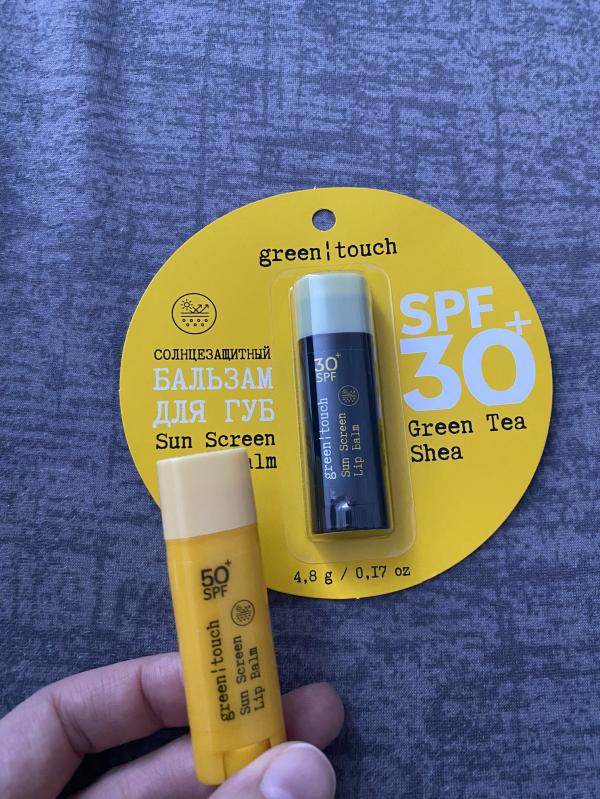 green¦touch
СОЛНЦЕЗАЩИТНЫЙ
БАЛЬЗАМ
ДЛЯ ГУБ
Sun Screen
SPF
30+
Green Tea
Shea
30+
SPF
green¦touch
Sun Screen
Lip Balm
4,8 g / 0,17 oz
50+
SPF
green¦touch
Sun Screen
Lip Balm